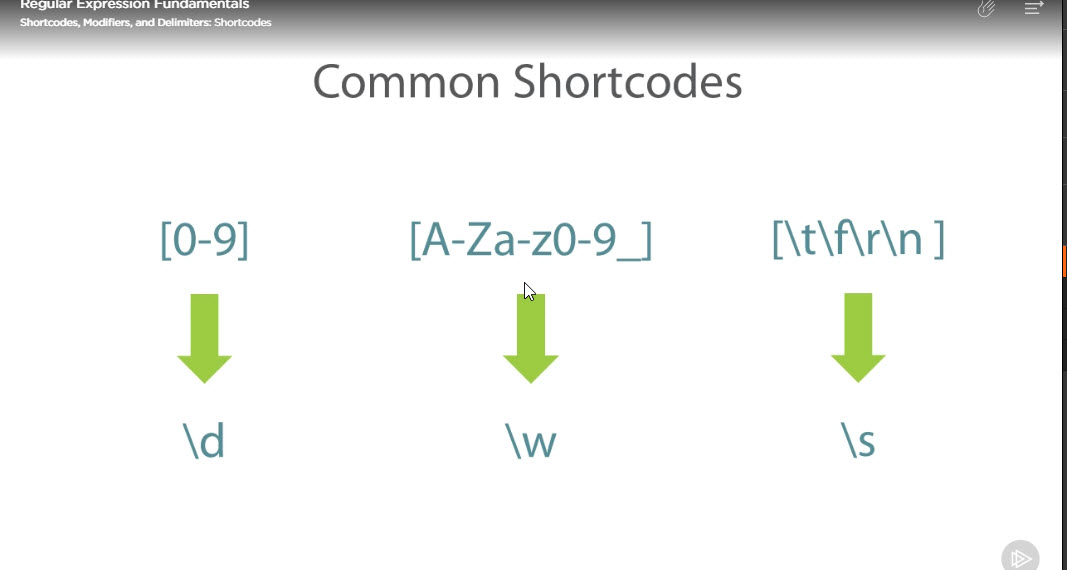 Regular Expression Fundamentals
Shortcodes, Modifiers, and Delimiters: Shortcodes
Common Shortcodes
[0-9]
[A-Za-z0-9_]
[\t\f\r\n ]
\d
\w
\s